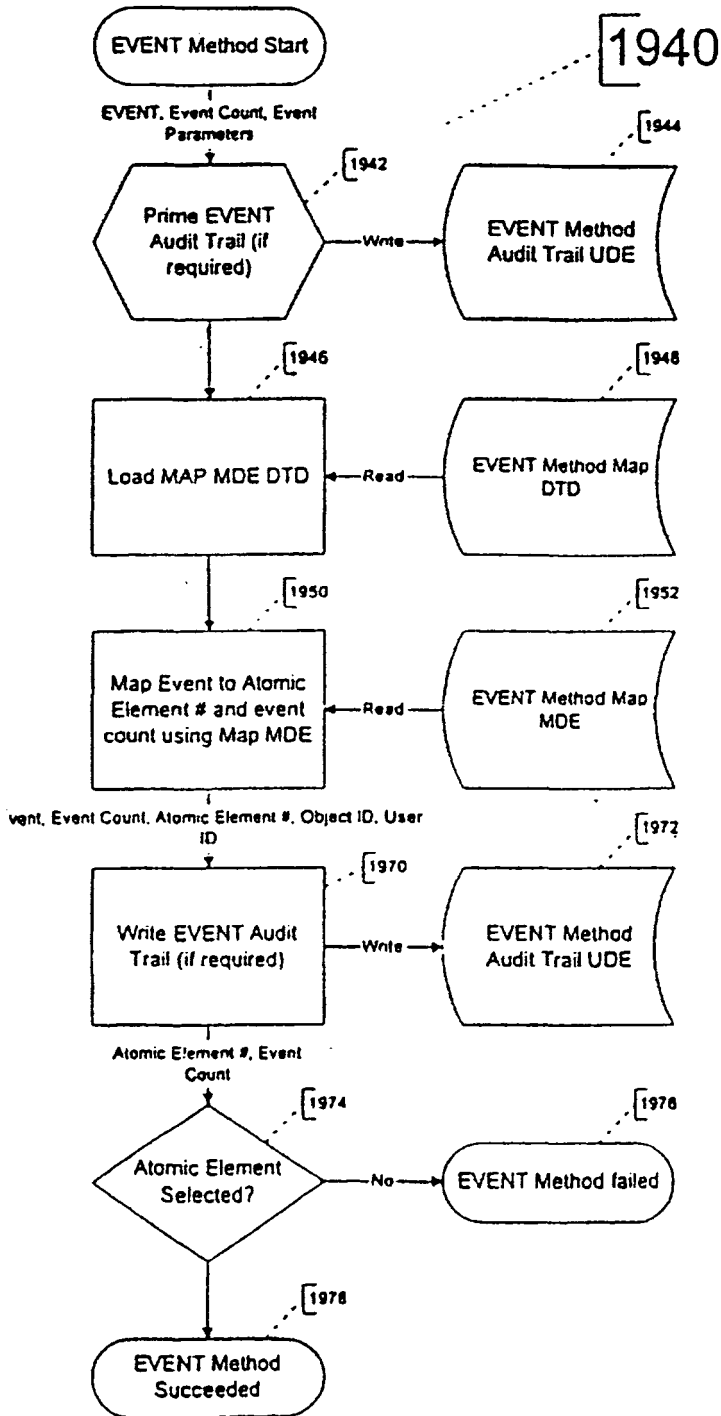 EVENT Method Start
1940
EVENT, Event Count, Event
Parameters
1942
1944
Prime EVENT
Audit Trail (if
required)
Write
EVENT Method
Audit Trail UDE
1946
1948
Load MAP MDE DTD
Read
EVENT Method Map
DTD
1950
1952
Map Event to Atomic
Element # and event
count using Map MDE
Read
EVENT Method Map
MDE
vent, Event Count, Atomic Element #, Object ID, User
ID
1970
1972
Write EVENT Audit
Trail (if required)
Write
EVENT Method
Audit Trail UDE
Atomic Element #, Event
Count
1974
1976
Atomic Element
Selected?
No
EVENT Method failed
1978
EVENT Method
Succeeded